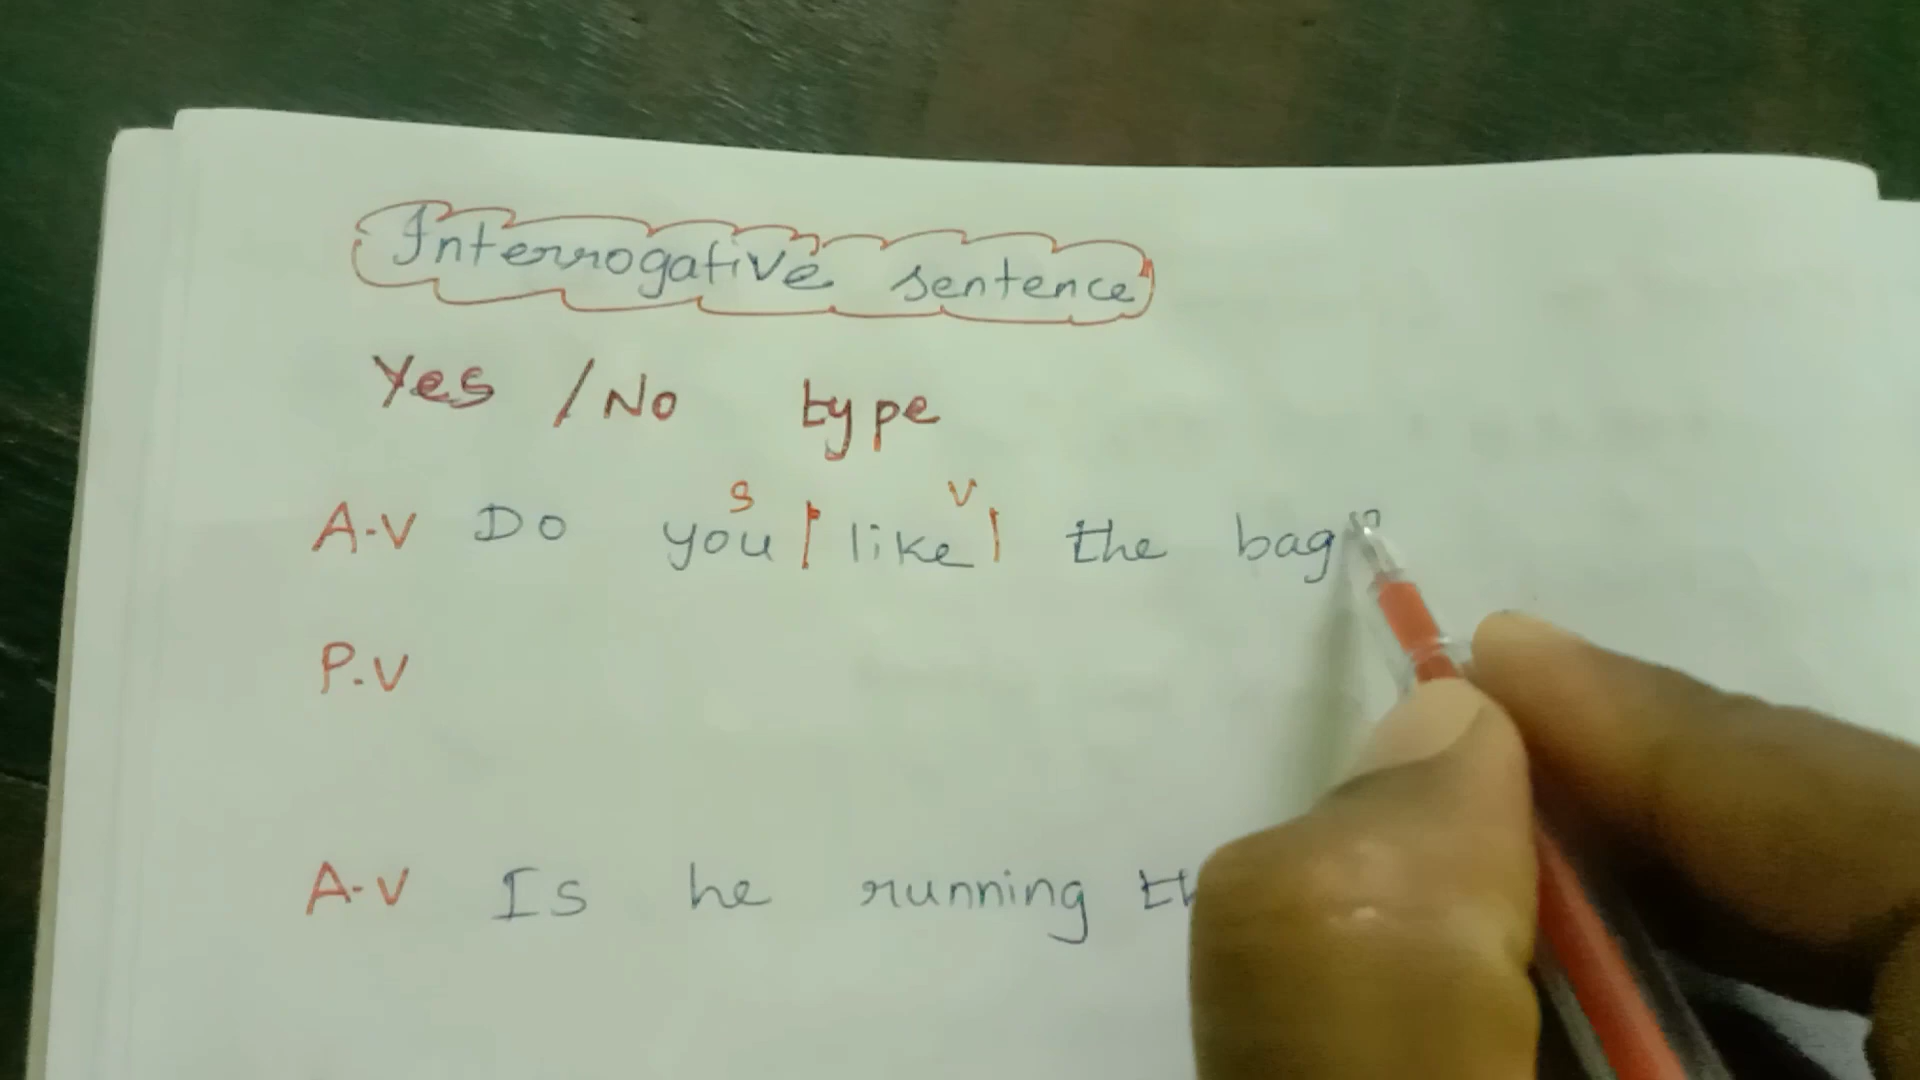 Interrogative sentence
Yes / No type
S V
A.V Do you | like | the bag?
P.V
A.V Is he running